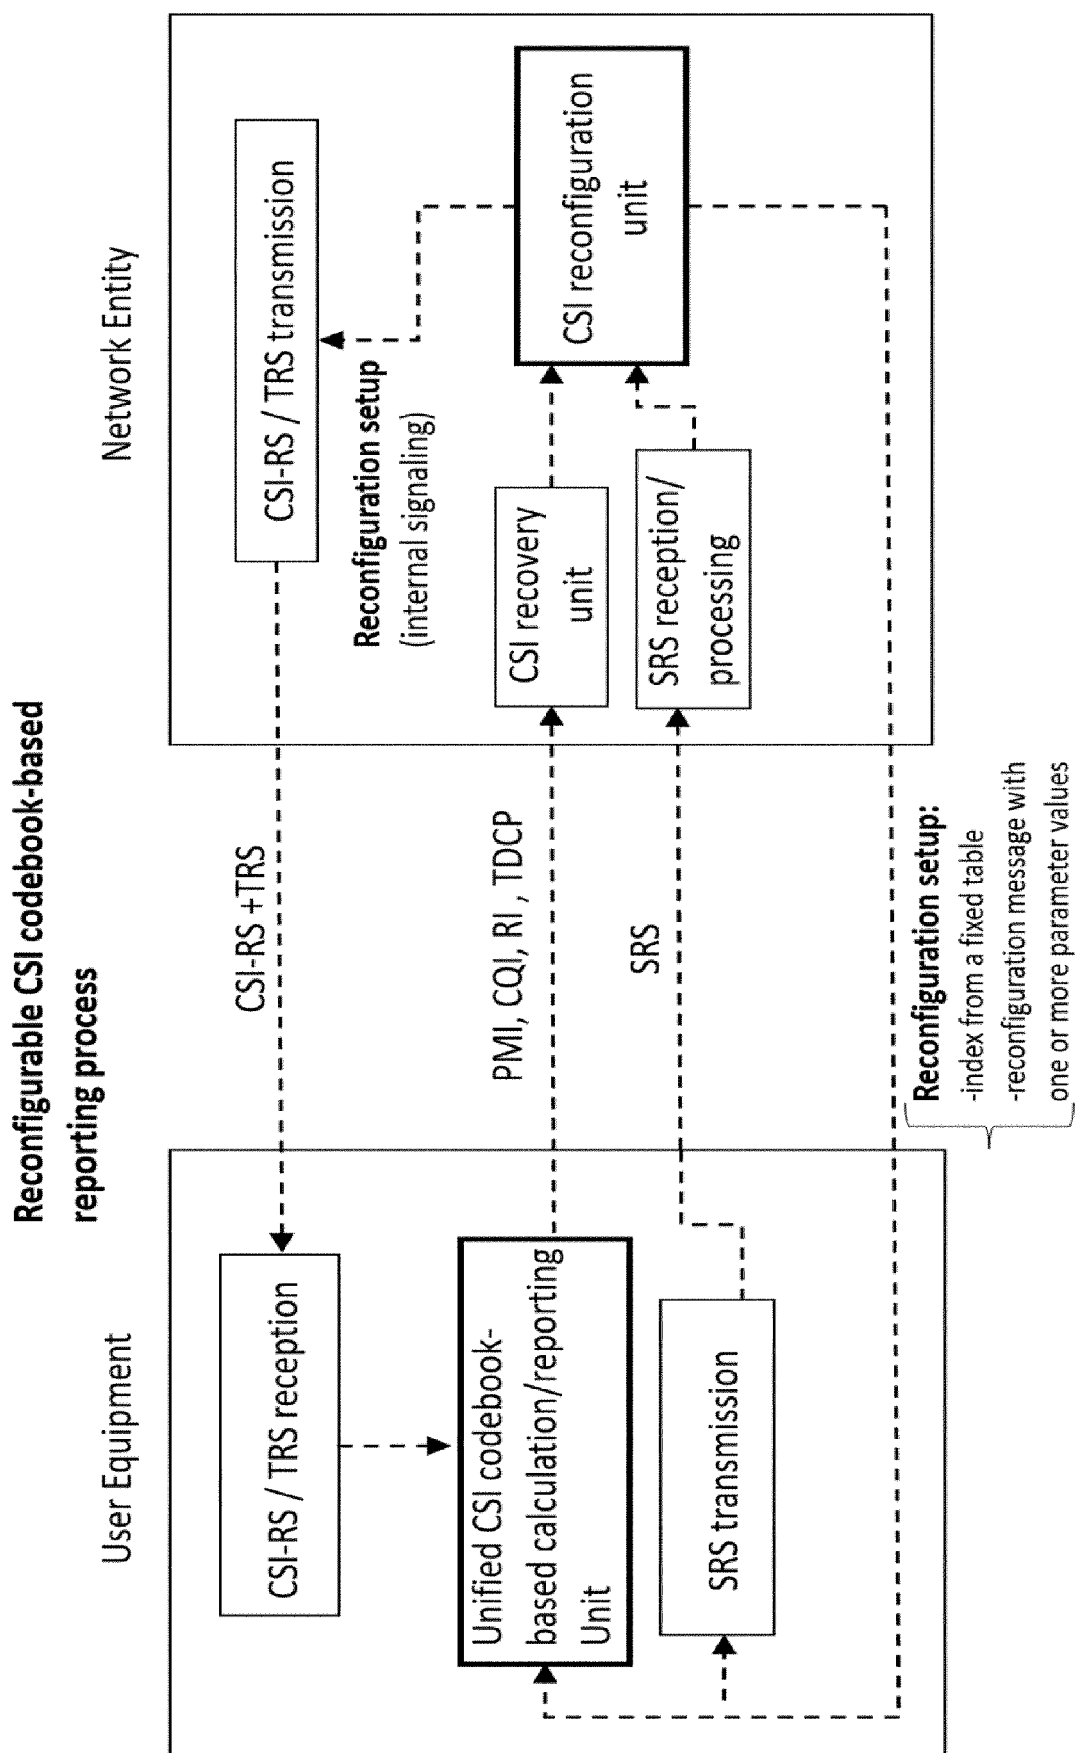 Reconfigurable CSI codebook-based
reporting process
User Equipment
Network Entity
CSI-RS / TRS reception
CSI-RS +TRS
CSI-RS / TRS transmission
Reconfiguration setup
(internal signaling)
Unified CSI codebook-
based calculation/reporting
Unit
PMI, CQI, RI , TDCP
CSI recovery
unit
CSI reconfiguration
unit
SRS transmission
SRS
SRS reception/
processing
Reconfiguration setup:
-index from a fixed table
-reconfiguration message with
one or more parameter values